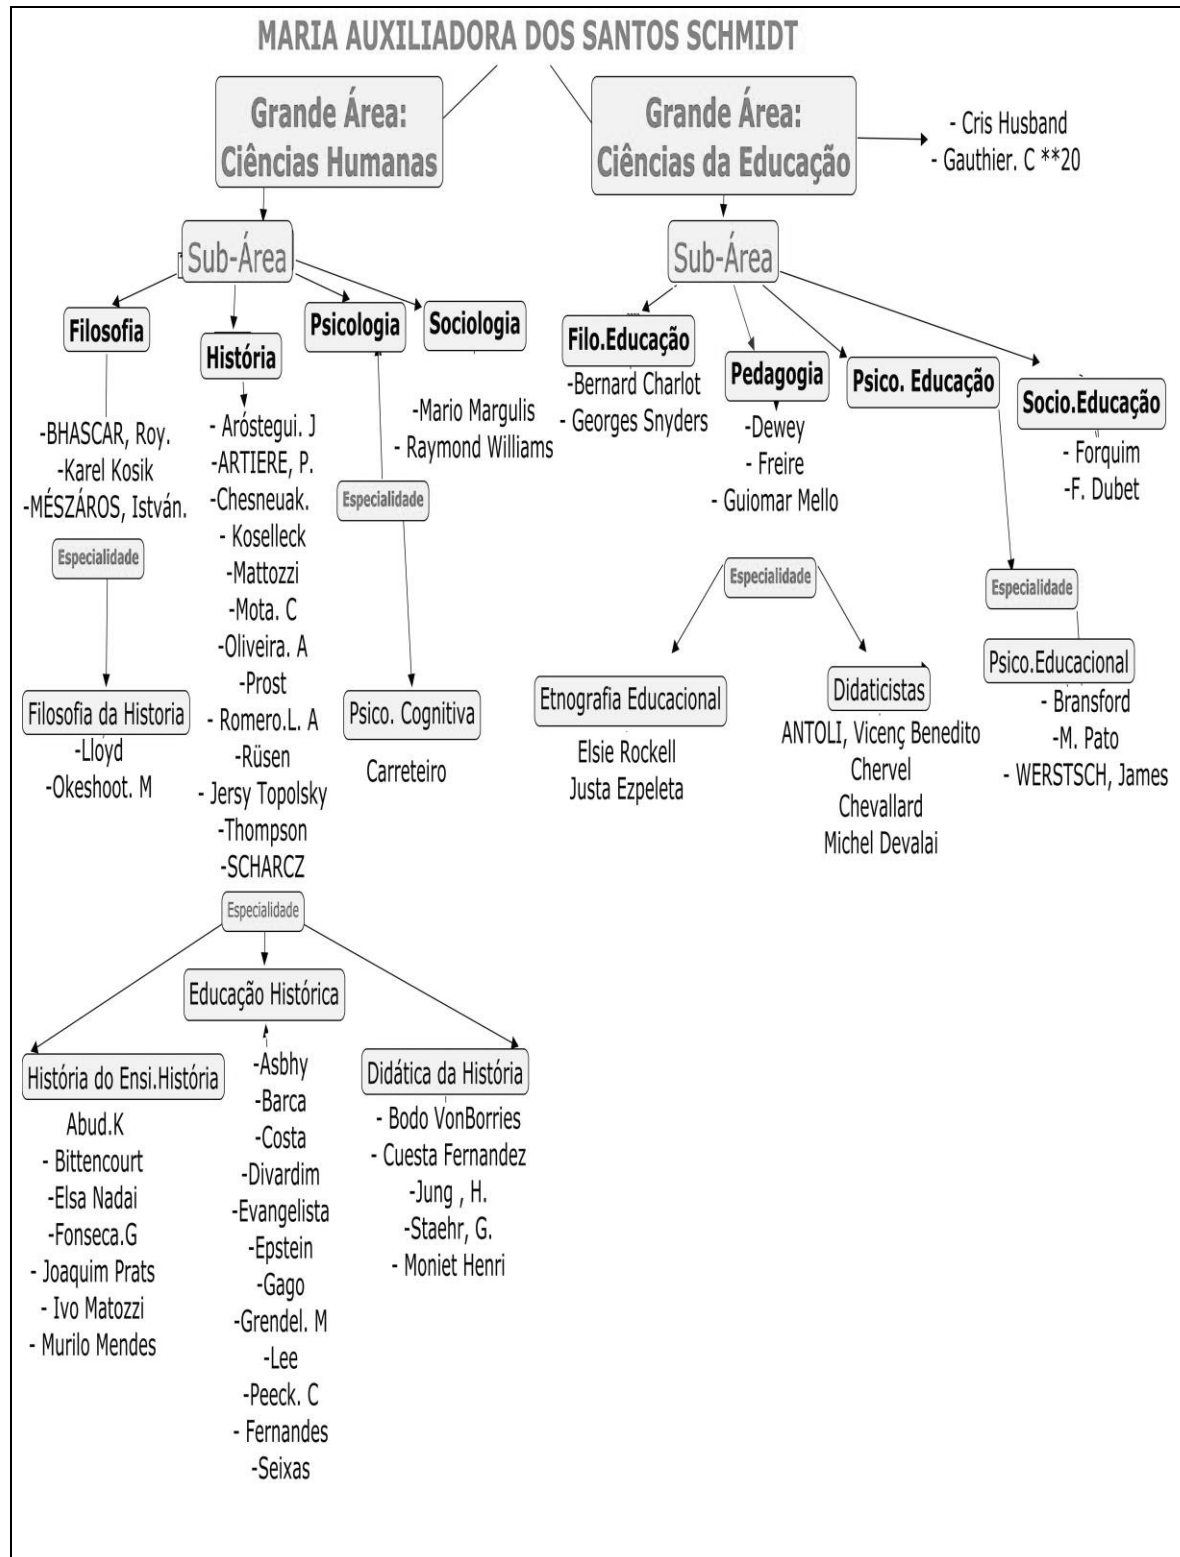 MARIA AUXILIADORA DOS SANTOS SCHMIDT
Grande Área:
Ciências Humanas
Grande Área:
Ciências da Educação
- Cris Husband
- Gauthier. C **20
Sub-Área
Filosofia
História
Psicologia
Sociologia
-BHASCAR, Roy.
-Karel Kosik
-MÉSZÁROS, István.
Especialidade
Filosofia da Historia
-Lloyd
-Okeshoot. M
- Aróstegui. J
-ARTIERE, P.
-Chesneuak.
- Koselleck
-Mattozzi
-Mota. C
-Oliveira. A
-Prost
- Romero.L. A
-Rüsen
- Jersy Topolsky
-Thompson
-SCHARCZ
Especialidade
História do Ensi.História
Abud.K
- Bittencourt
-Elsa Nadai
-Fonseca.G
- Joaquim Prats
- Ivo Matozzi
- Murilo Mendes
Educação Histórica
-Asbhy
-Barca
-Costa
-Divardim
-Evangelista
-Epstein
-Gago
-Grendel. M
-Lee
-Peeck. C
- Fernandes
-Seixas
Didática da História
- Bodo VonBorries
- Cuesta Fernandez
-Jung , H.
-Staehr, G.
- Moniet Henri
Especialidade
Psico. Cognitiva
Carreteiro
-Mario Margulis
- Raymond Williams
Sub-Área
Filo.Educação
-Bernard Charlot
- Georges Snyders
Pedagogia
-Dewey
- Freire
- Guiomar Mello
Especialidade
Etnografia Educacional
Elsie Rockell
Justa Ezpeleta
Didaticistas
ANTOLI, Vicenç Benedito
Chervel
Chevallard
Michel Devalai
Psico. Educação
Especialidade
Psico.Educacional
- Bransford
-M. Pato
- WERSTSCH, James
Socio.Educação
- Forquim
-F. Dubet